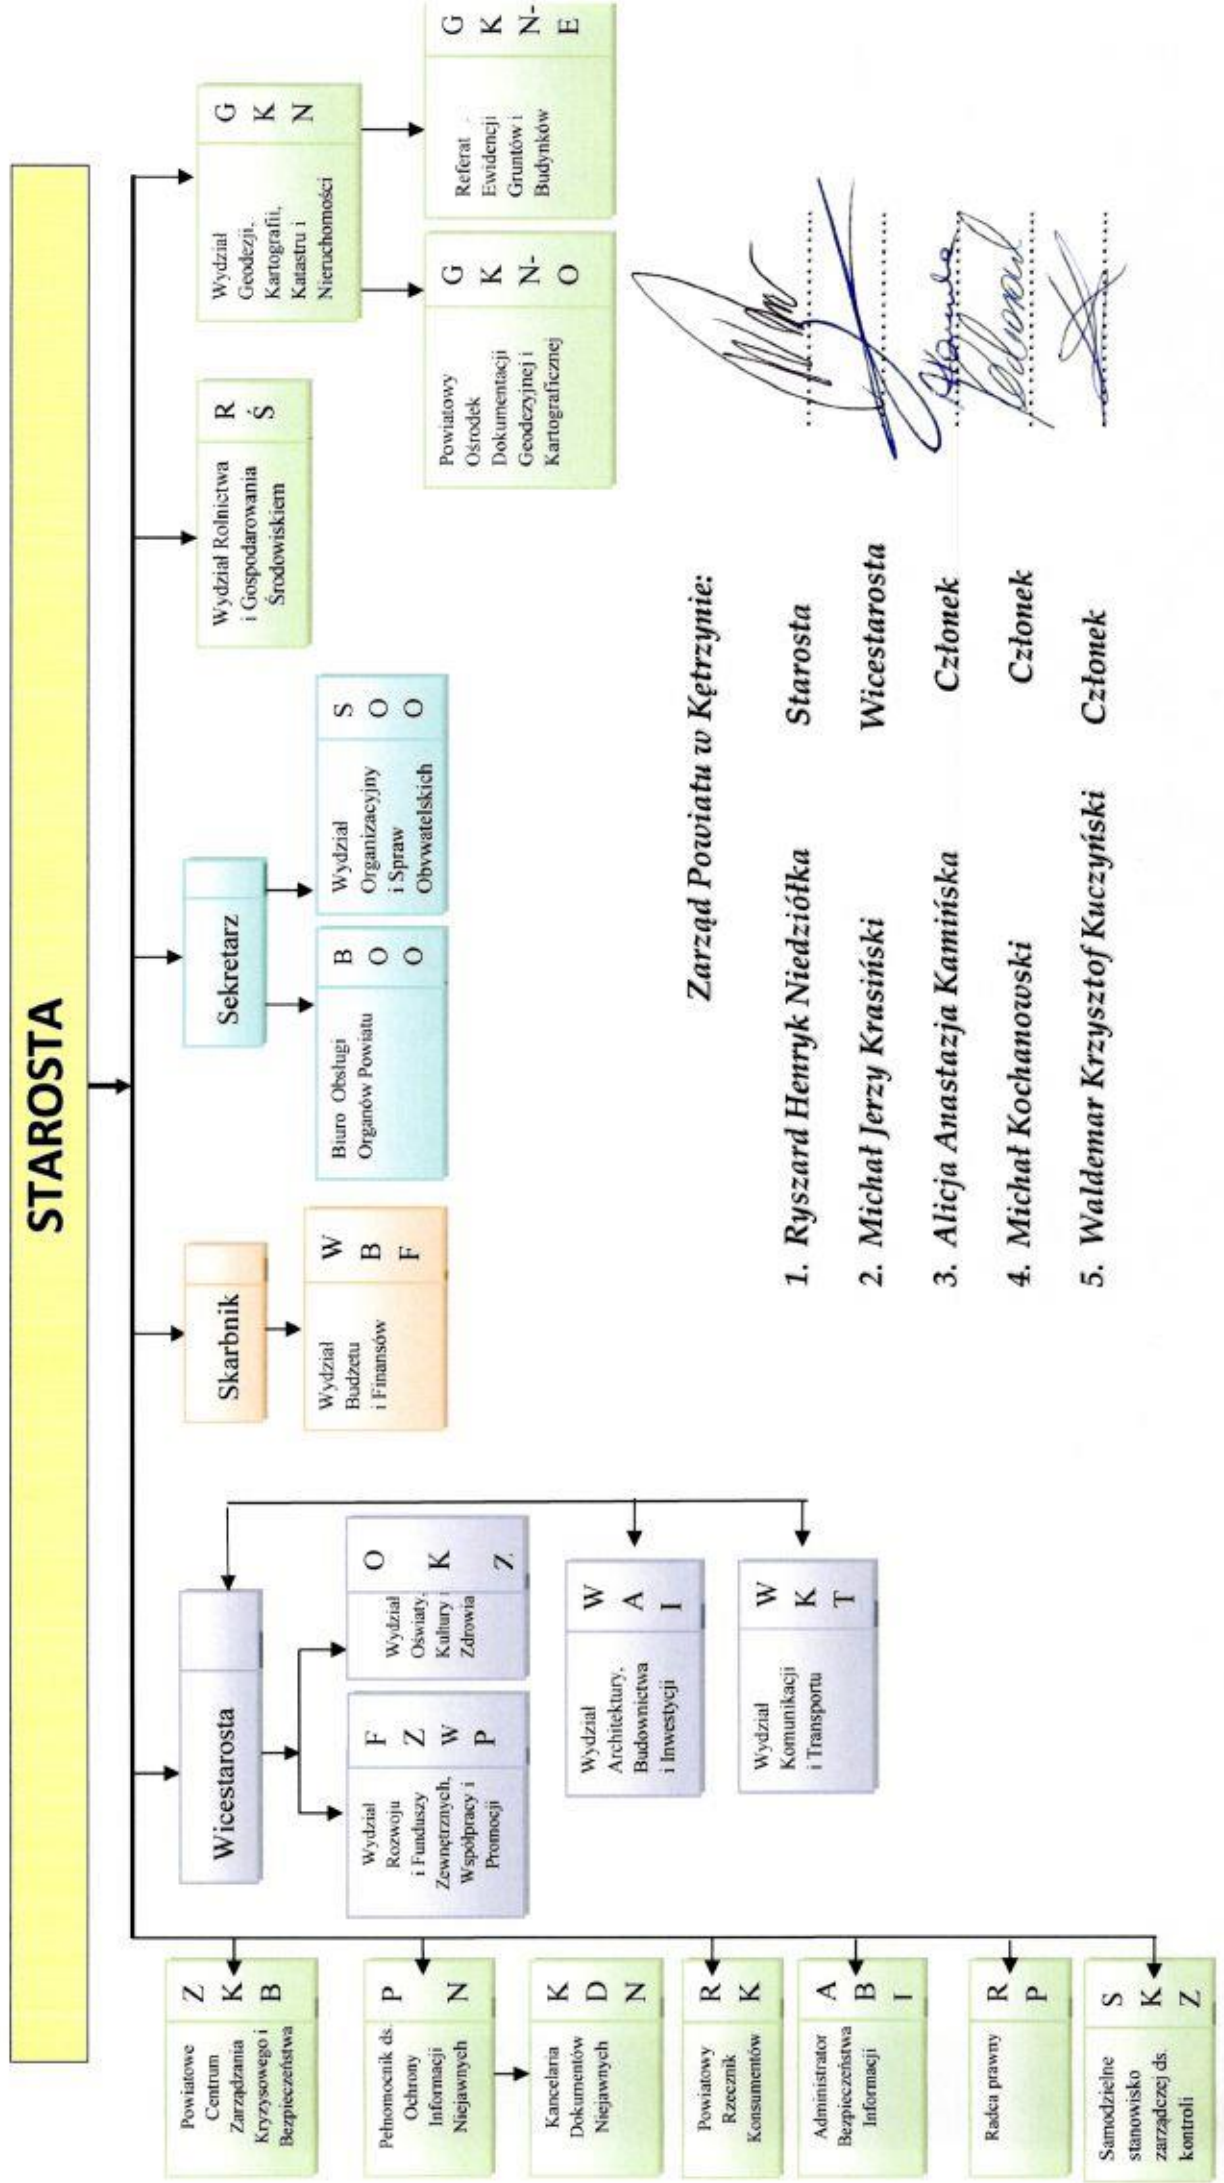 STAROSTA
Powiatowe
Centrum
Zarządzania
Kryzysowego i
Bezpieczeństwa
Z
K
B
Pełnomocnik ds.
Ochrony
Informacji
Niejawnych
P
N
Kancelaria
Dokumentów
Niejawnych
K
D
N
Powiatowy
Rzecznik
Konsumentów
R
K
Administrator
Bezpieczeństwa
Informacji
A
B
I
Radca prawny
R
P
Samodzielne
stanowisko
zarządczej ds.
kontroli
S
K
Z
Wicestarosta
Wydział
Rozwoju
i Funduszy
Zewnętrznych,
Współpracy i
Promocji
F
Z
W
P
Wydział
Oświaty,
Kultury i
Zdrowia
O
K
Z
Wydział
Architektury,
Budownictwa
i Inwestycji
W
A
I
Wydział
Komunikacji
i Transportu
W
K
T
Skarbnik
Wydział
Budżetu
i Finansów
W
B
F
Sekretarz
Biuro Obsługi
Organów Powiatu
B
O
O
Wydział
Organizacyjny
i Spraw
Obywatelskich
S
O
O
Wydział Rolnictwa
i Gospodarowania
Środowiskiem
R
Ś
Wydział
Geodezji,
Kartografii,
Katastru i
Nieruchomości
G
K
N
Powiatowy
Ośrodek
Dokumentacji
Geodezyjnej i
Kartograficznej
G
K
N-
O
Referat
Ewidencji
Gruntów i
Budynków
G
K
N-
E
Zarząd Powiatu w Kętrzynie:
1. Ryszard Henryk Niedziółka Starosta
2. Michał Jerzy Krasiński Wicestarosta
3. Alicja Anastazja Kamińska Członek
4. Michał Kochanowski Członek
5. Waldemar Krzysztof Kuczyński Członek